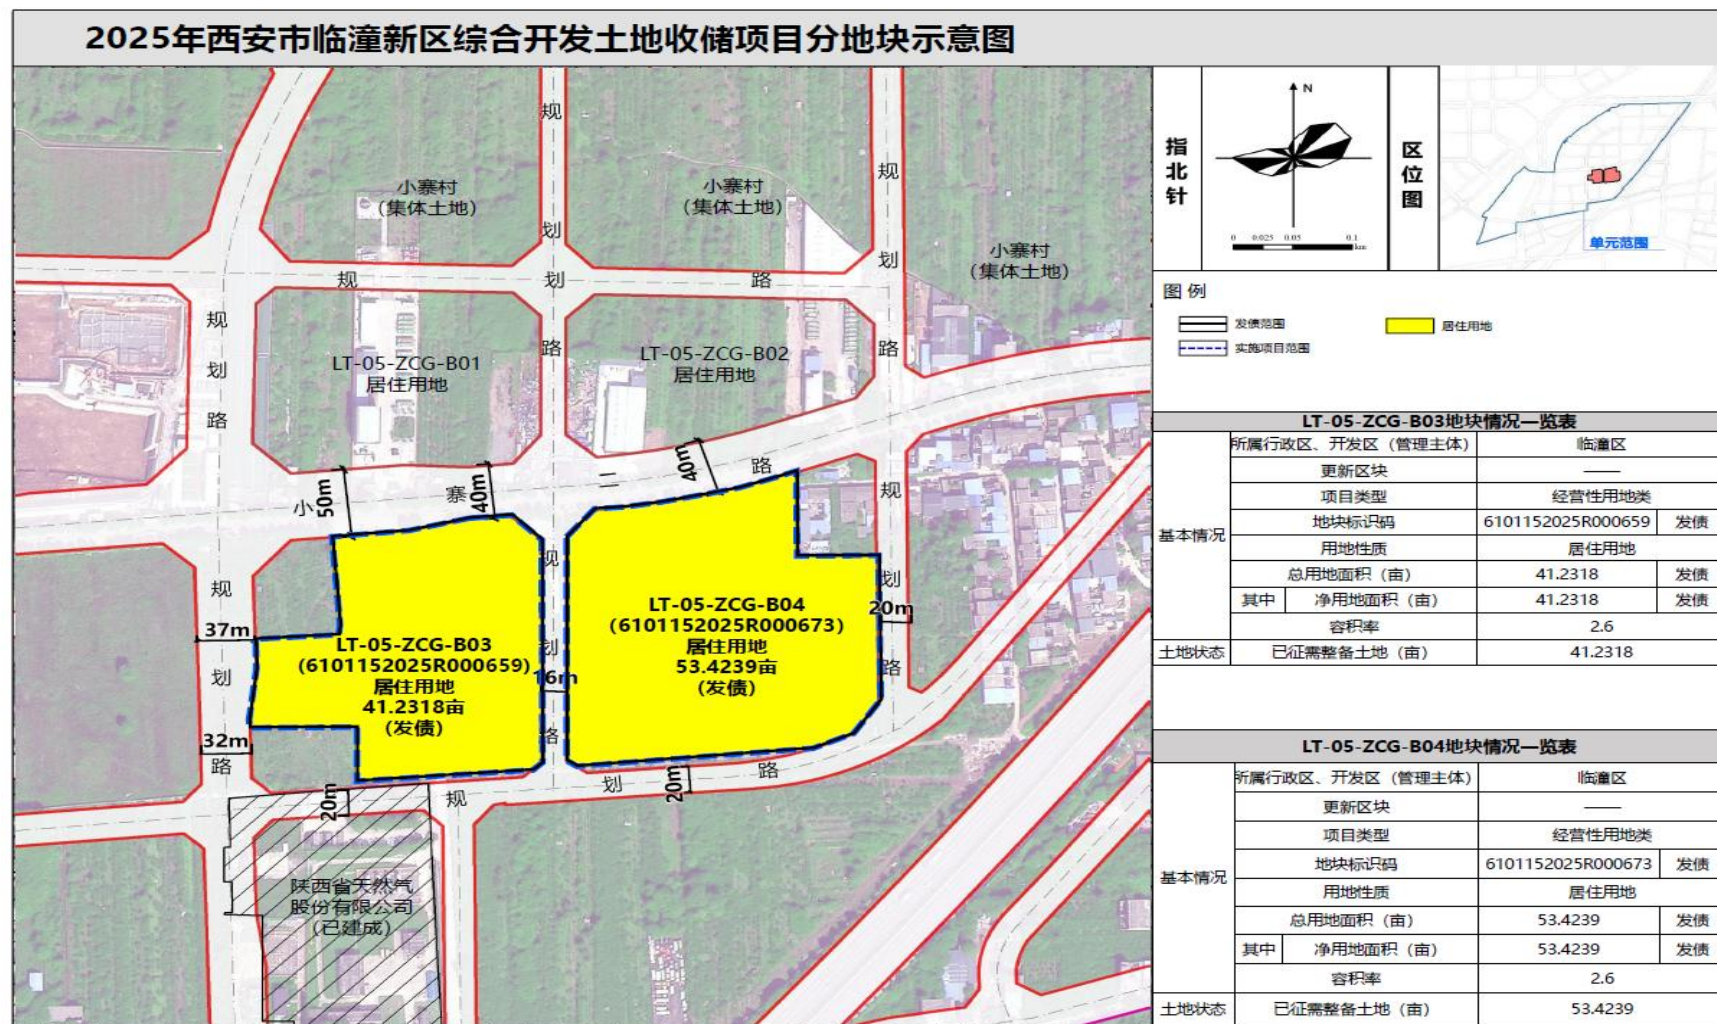 2025年西安市临潼新区综合开发土地收储项目分地块示意图
规
划
路
小寨村
（集体土地）
小寨村
（集体土地）
规
划
路
小寨村
（集体土地）
规
划
路
规
划
路
LT-05-ZCG-B01
居住用地
LT-05-ZCG-B02
居住用地
小
寨
二
路
50m
40m
40m
规
划
路
37m
32m
规
划
路
16m
规
划
路
20m
LT-05-ZCG-B03
(6101152025R000659)
居住用地
41.2318亩
(发债)
LT-05-ZCG-B04
(6101152025R000673)
居住用地
53.4239亩
(发债)
规
划
路
20m
20m
陕西省天然气
股份有限公司
(已建成)
指北针
N
0 0.025 0.05 0.1
km
区位图
单元范围
图 例
发债范围
居住用地
实施项目范围
LT-05-ZCG-B03地块情况一览表
基本情况
所属行政区、开发区（管理主体） 临潼区
更新区块 ——
项目类型 经营性用地类
地块标识码 6101152025R000659 发债
用地性质 居住用地
总用地面积（亩） 41.2318 发债
其中 净用地面积（亩） 41.2318 发债
容积率 2.6
土地状态 已征需整备土地（亩） 41.2318
LT-05-ZCG-B04地块情况一览表
基本情况
所属行政区、开发区（管理主体） 临潼区
更新区块 ——
项目类型 经营性用地类
地块标识码 6101152025R000673 发债
用地性质 居住用地
总用地面积（亩） 53.4239 发债
其中 净用地面积（亩） 53.4239 发债
容积率 2.6
土地状态 已征需整备土地（亩） 53.4239